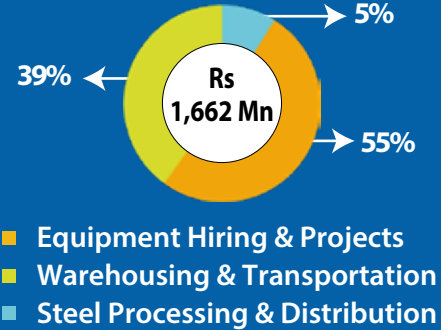 5%
39%
Rs
1,662 Mn
55%
Equipment Hiring & Projects
Warehousing & Transportation
Steel Processing & Distribution